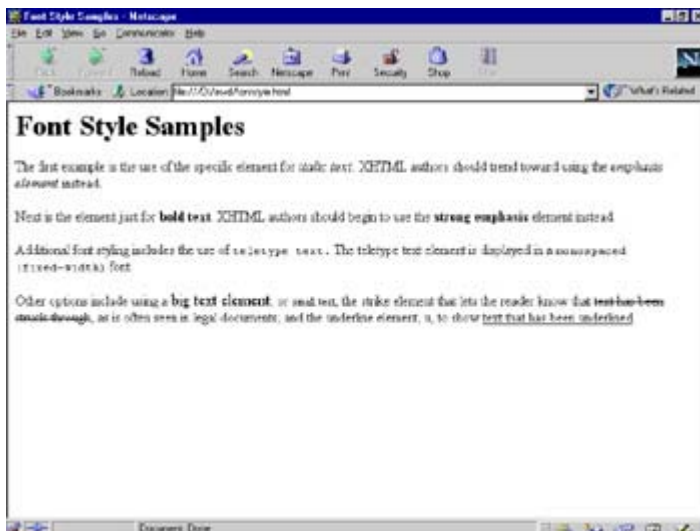 Font Style Samples - Netscape
File Edit View Go Communicator Help
Reload Home Search Netscape Print Security Shop
Bookmarks Location: What's Related
Font Style Samples
The first example is the use of the specific element for italic text. XHTML authors should trend toward using the emphasis
element instead.
Next is the element just for bold text. XHTML authors should begin to use the strong emphasis element instead.
Additional font styling includes the use of teletype text. The teletype text element is displayed in a monospaced
(fixed-width) font.
Other options include using a big text element, or small text, the strike element that lets the reader know that text has been
struck through, as is often seen in legal documents; and the underline element, u, to show text that has been underlined.
Document: Done